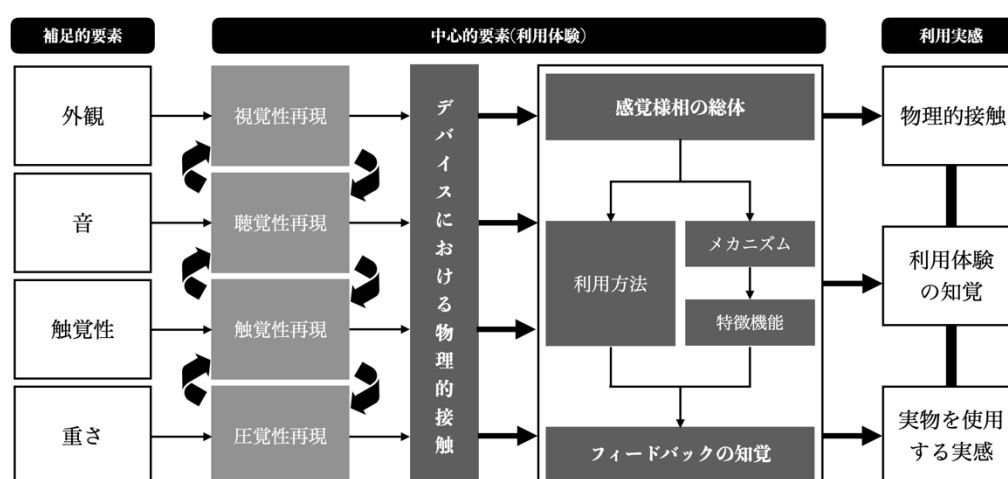 補足的要素
中心的要素(利用体験)
利用実感
外観
音
触覚性
重さ
視覚性再現
聴覚性再現
触覚性再現
圧覚性再現
デバイスにおける物理的接触
感覚様相の総体
利用方法
メカニズム
特徴機能
フィードバックの知覚
物理的接触
利用体験
の知覚
実物を使用
する実感